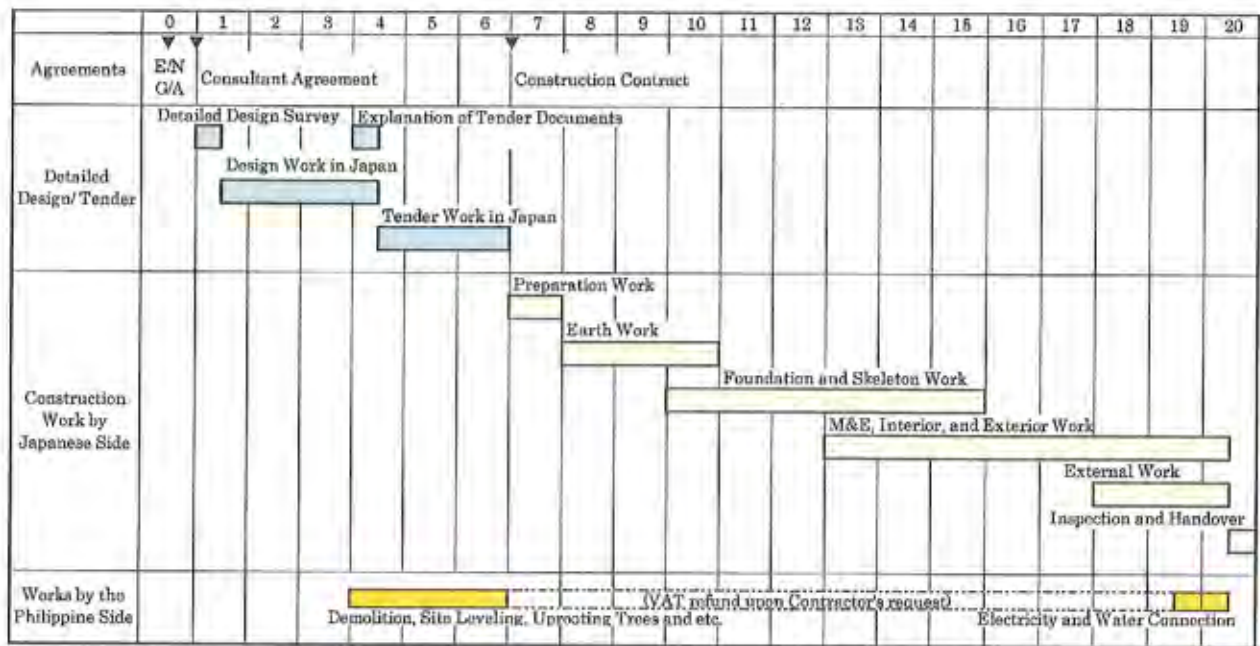 0 1 2 3 4 5 6 7 8 9 10 11 12 13 14 15 16 17 18 19 20
Agreements
E/N
G/A
Consultant Agreement
Construction Contract
Detailed
Design/ Tender
Detailed Design Survey
Explanation of Tender Documents
Design Work in Japan
Tender Work in Japan
Construction
Work by
Japanese Side
Preparation Work
Earth Work
Foundation and Skeleton Work
M&E, Interior, and Exterior Work
External Work
Inspection and Handover
Works by the
Philippine Side
(VAT refund upon Contractor's request)
Demolition, Site Leveling, Uprooting Trees and etc.
Electricity and Water Connection